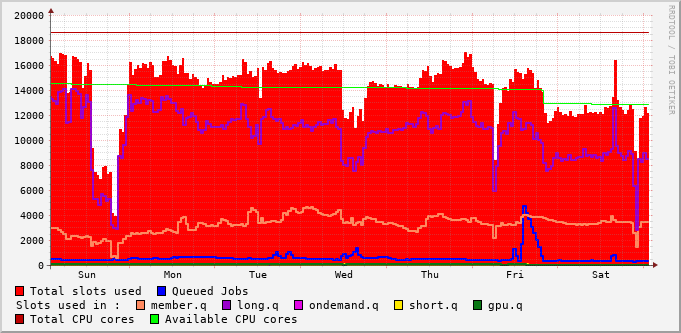 20000
18000
16000
14000
12000
10000
8000
6000
4000
2000
0
Sun Mon Tue Wed Thu Fri Sat
RRDTOOL / TOBI OETIKER
Total slots used Queued Jobs
Slots used in : member.q long.q ondemand.q short.q gpu.q
Total CPU cores Available CPU cores